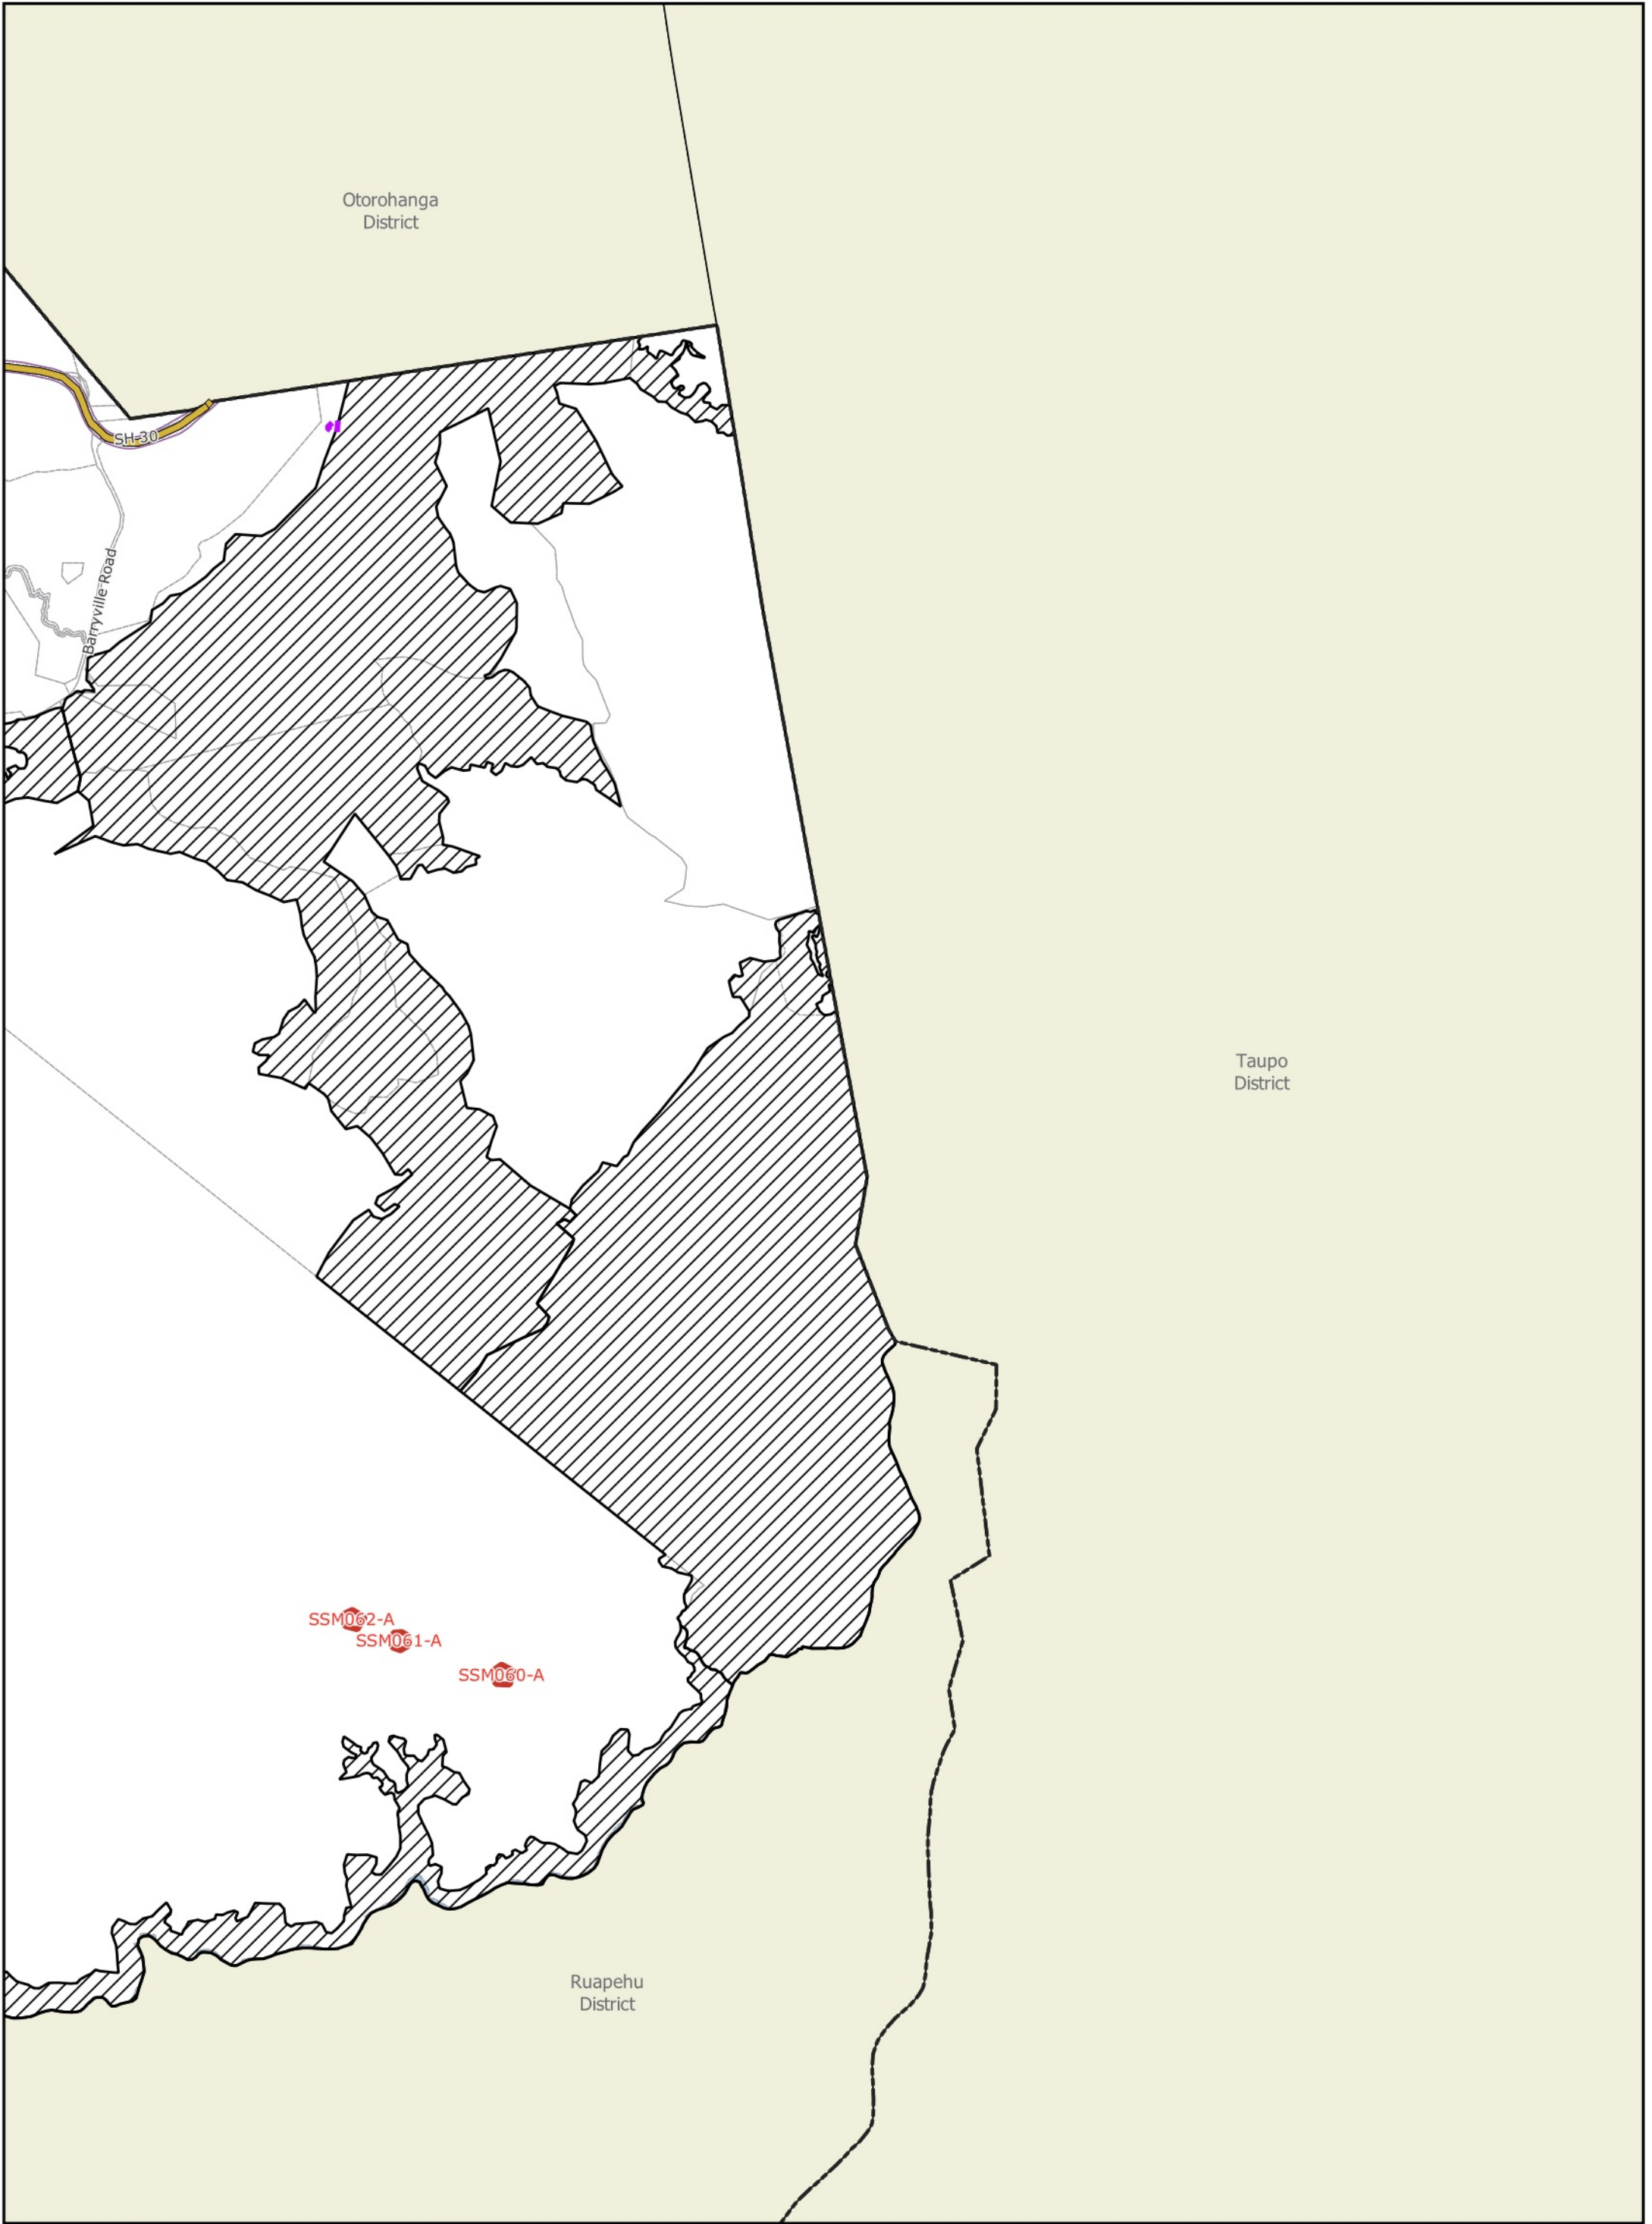 Otorohanga
District
SH 30
Barryville Road
Taupo
District
SSM062-A
SSM061-A
SSM060-A
Ruapehu
District